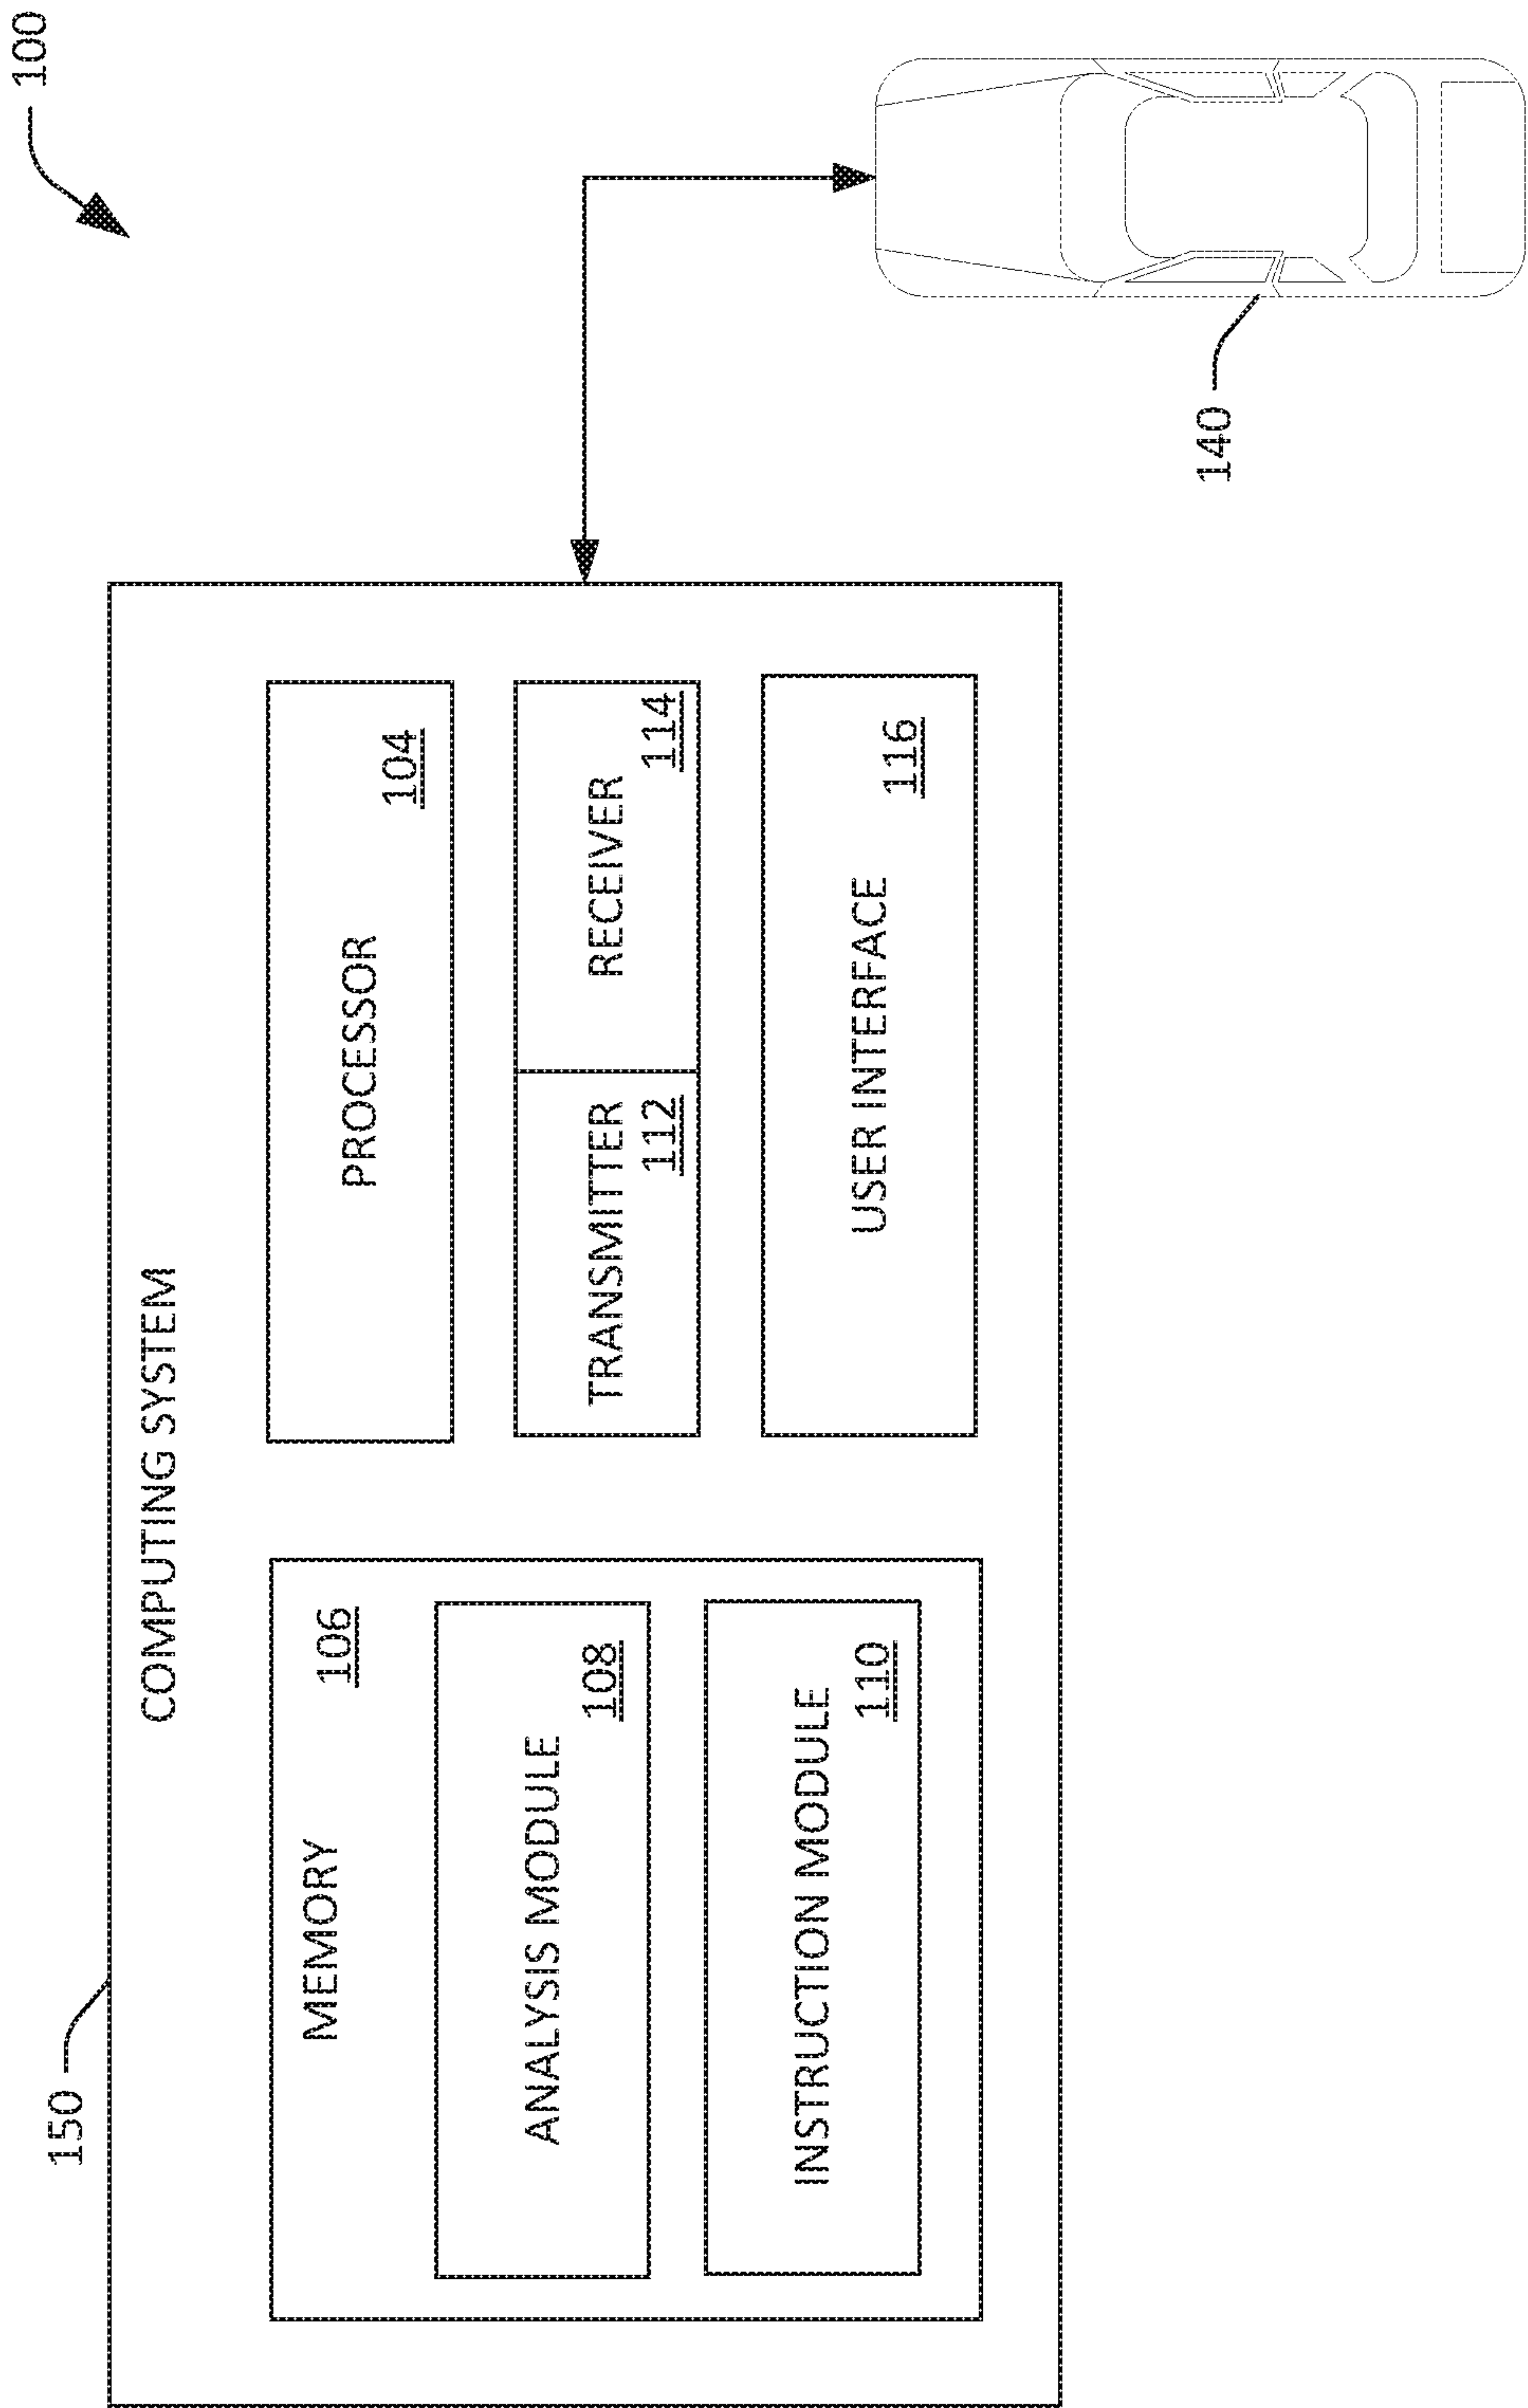 100
150
COMPUTING SYSTEM
MEMORY
106
ANALYSIS MODULE
108
INSTRUCTION MODULE
110
PROCESSOR
104
TRANSMITTER
112
RECEIVER
114
USER INTERFACE
116
140